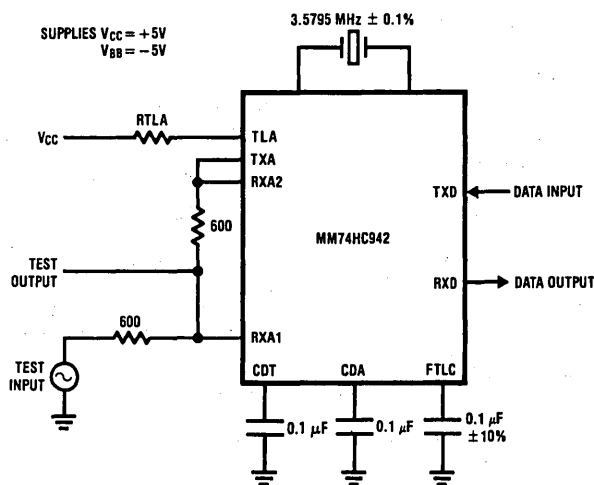 3.5795 MHz ± 0.1%
SUPPLIES VCC = +5V
VBB = −5V
RTLA
VCC
TLA
TXA
RXA2
TXD
DATA INPUT
600
MM74HC942
TEST
OUTPUT
RXD
DATA OUTPUT
600
RXA1
TEST
INPUT
CDT
CDA
FTLC
0.1 μF
0.1 μF
0.1 μF
±10%